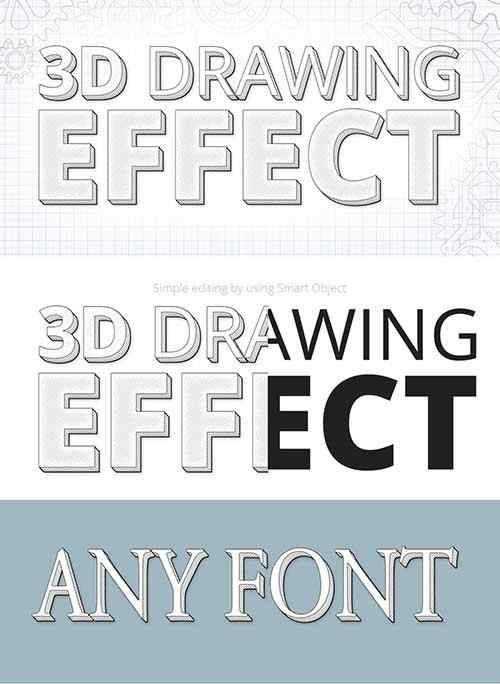 3D DRAWING
EFFECT
Simple editing by using Smart Object
3D DRAWING
EFFECT
ANY FONT